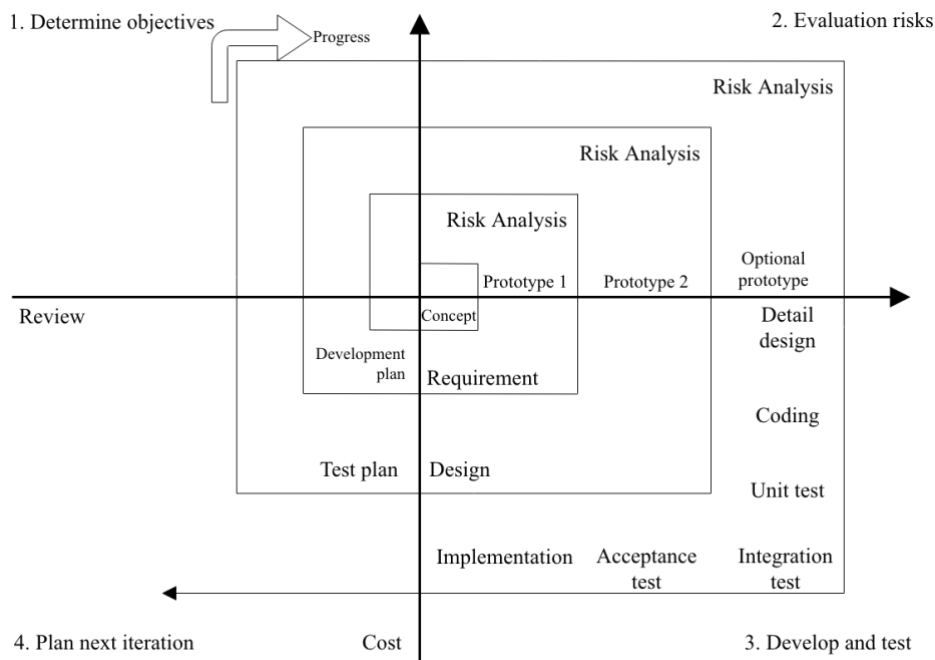 1. Determine objectives
2. Evaluation risks
Progress
Risk Analysis
Risk Analysis
Risk Analysis
Prototype 1
Prototype 2
Optional
prototype
Review
Concept
Detail
design
Development
plan
Requirement
Coding
Test plan
Design
Unit test
Implementation
Acceptance
test
Integration
test
4. Plan next iteration
Cost
3. Develop and test